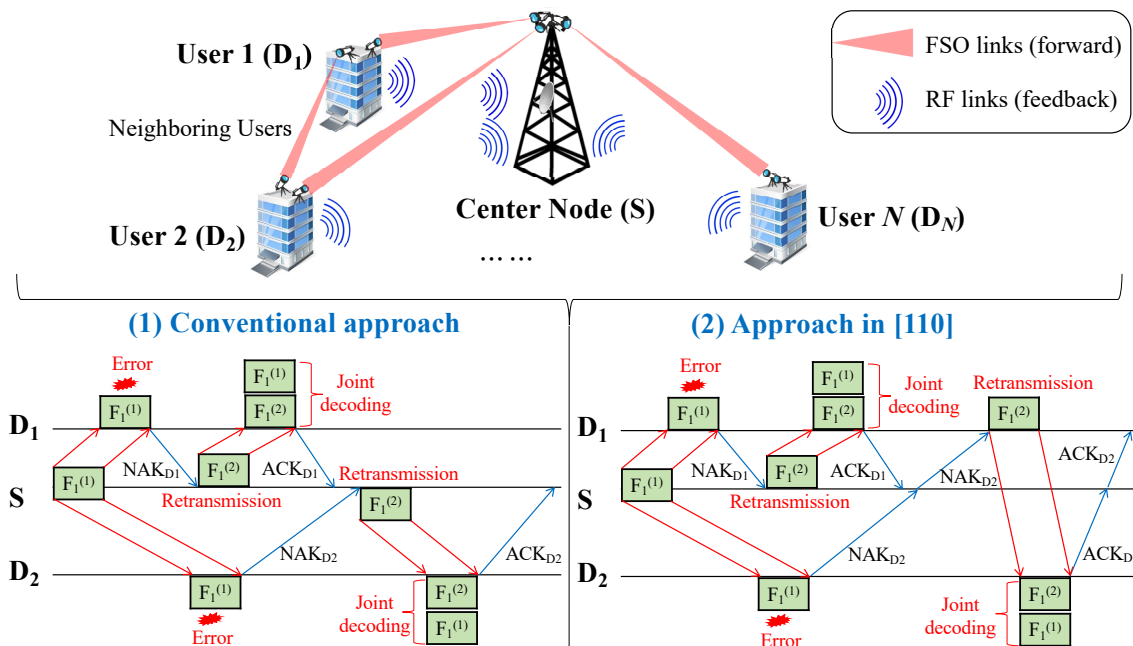 User 1 (D1)
FSO links (forward)
RF links (feedback)
Neighboring Users
Center Node (S)
User 2 (D2)
User N (DN)
... ...
(1) Conventional approach
(2) Approach in [110]
Error
F1(1)
F1(1)
F1(2)
Joint
decoding
D1
NAKD1
F1(2)
ACKD1
Retransmission
S
F1(1)
Retransmission
F1(2)
NAKD2
ACKD2
D2
F1(1)
Error
Joint
decoding
F1(2)
F1(1)
Error
F1(1)
F1(1)
F1(2)
Joint
decoding
Retransmission
F1(2)
D1
NAKD1
F1(2)
ACKD1
NAKD2
ACKD2
S
F1(1)
Retransmission
NAKD2
ACKD
D2
F1(1)
Error
Joint
decoding
F1(2)
F1(1)